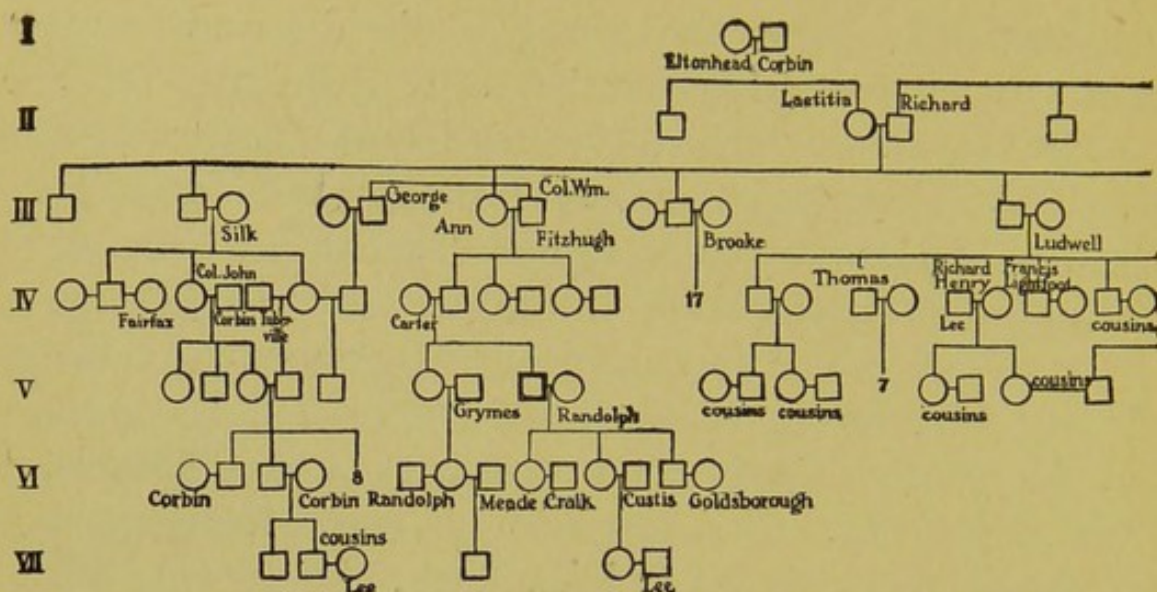 I
Eltonhead Corbin
II
Laetitia
Richard
III
Silk
George
Ann
Col.Wm.
Fitzhugh
Brooke
Ludwell
IV
Fairfax
Col. John
Corbin
Carter
17
Thomas
Richard
Henry
Lee
Francis
Lightfoot
cousins
V
Grymes
Randolph
cousins
cousins
7
cousins
cousins
VI
Corbin
Corbin
8
Randolph
Meade
Craik
Custis
Goldsborough
VII
cousins
Lee
Lee